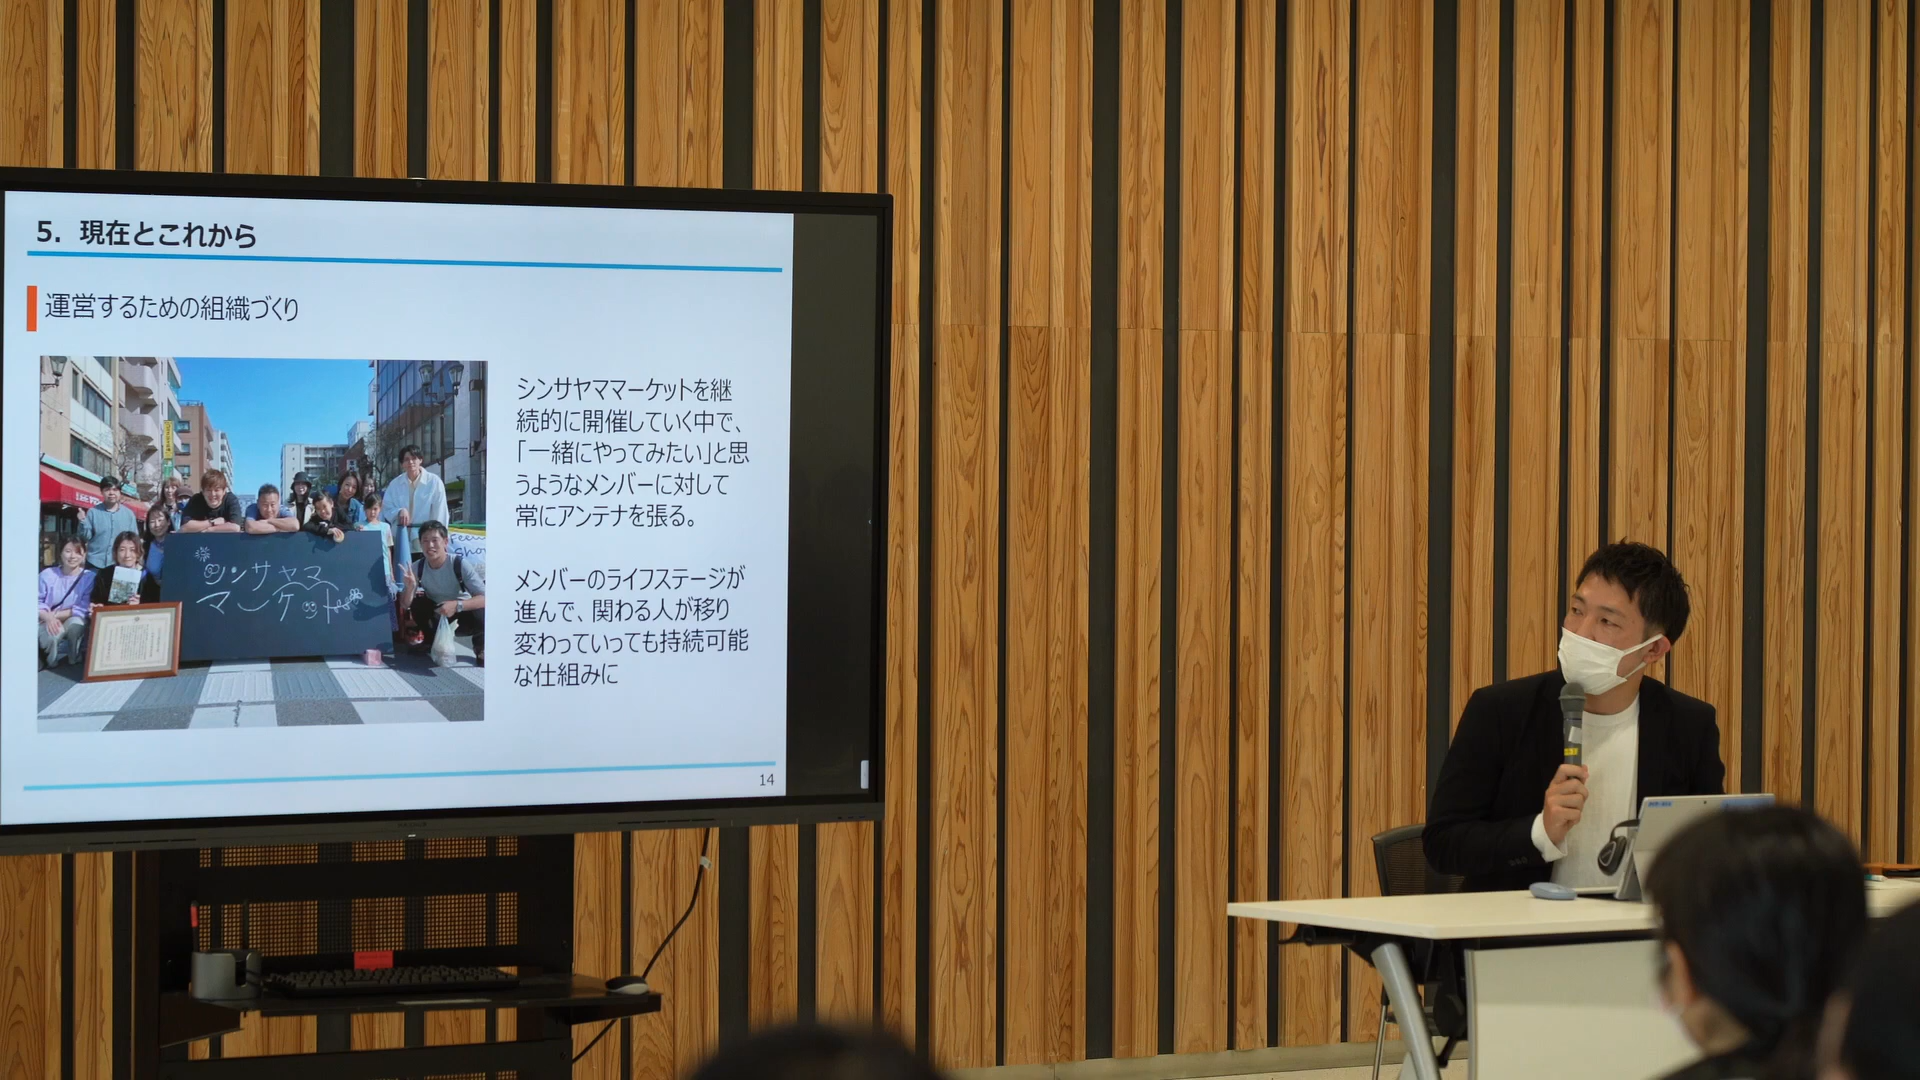 5. 現在とこれから
運営するための組織づくり
シンサヤママーケットを継
続的に開催していく中で、
「一緒にやってみたい」と思
うようなメンバーに対して
常にアンテナを張る。
メンバーのライフステージが
進んで、関わる人が移り
変わっていっても持続可能
な仕組みに
シンサヤマ
マーケット
14